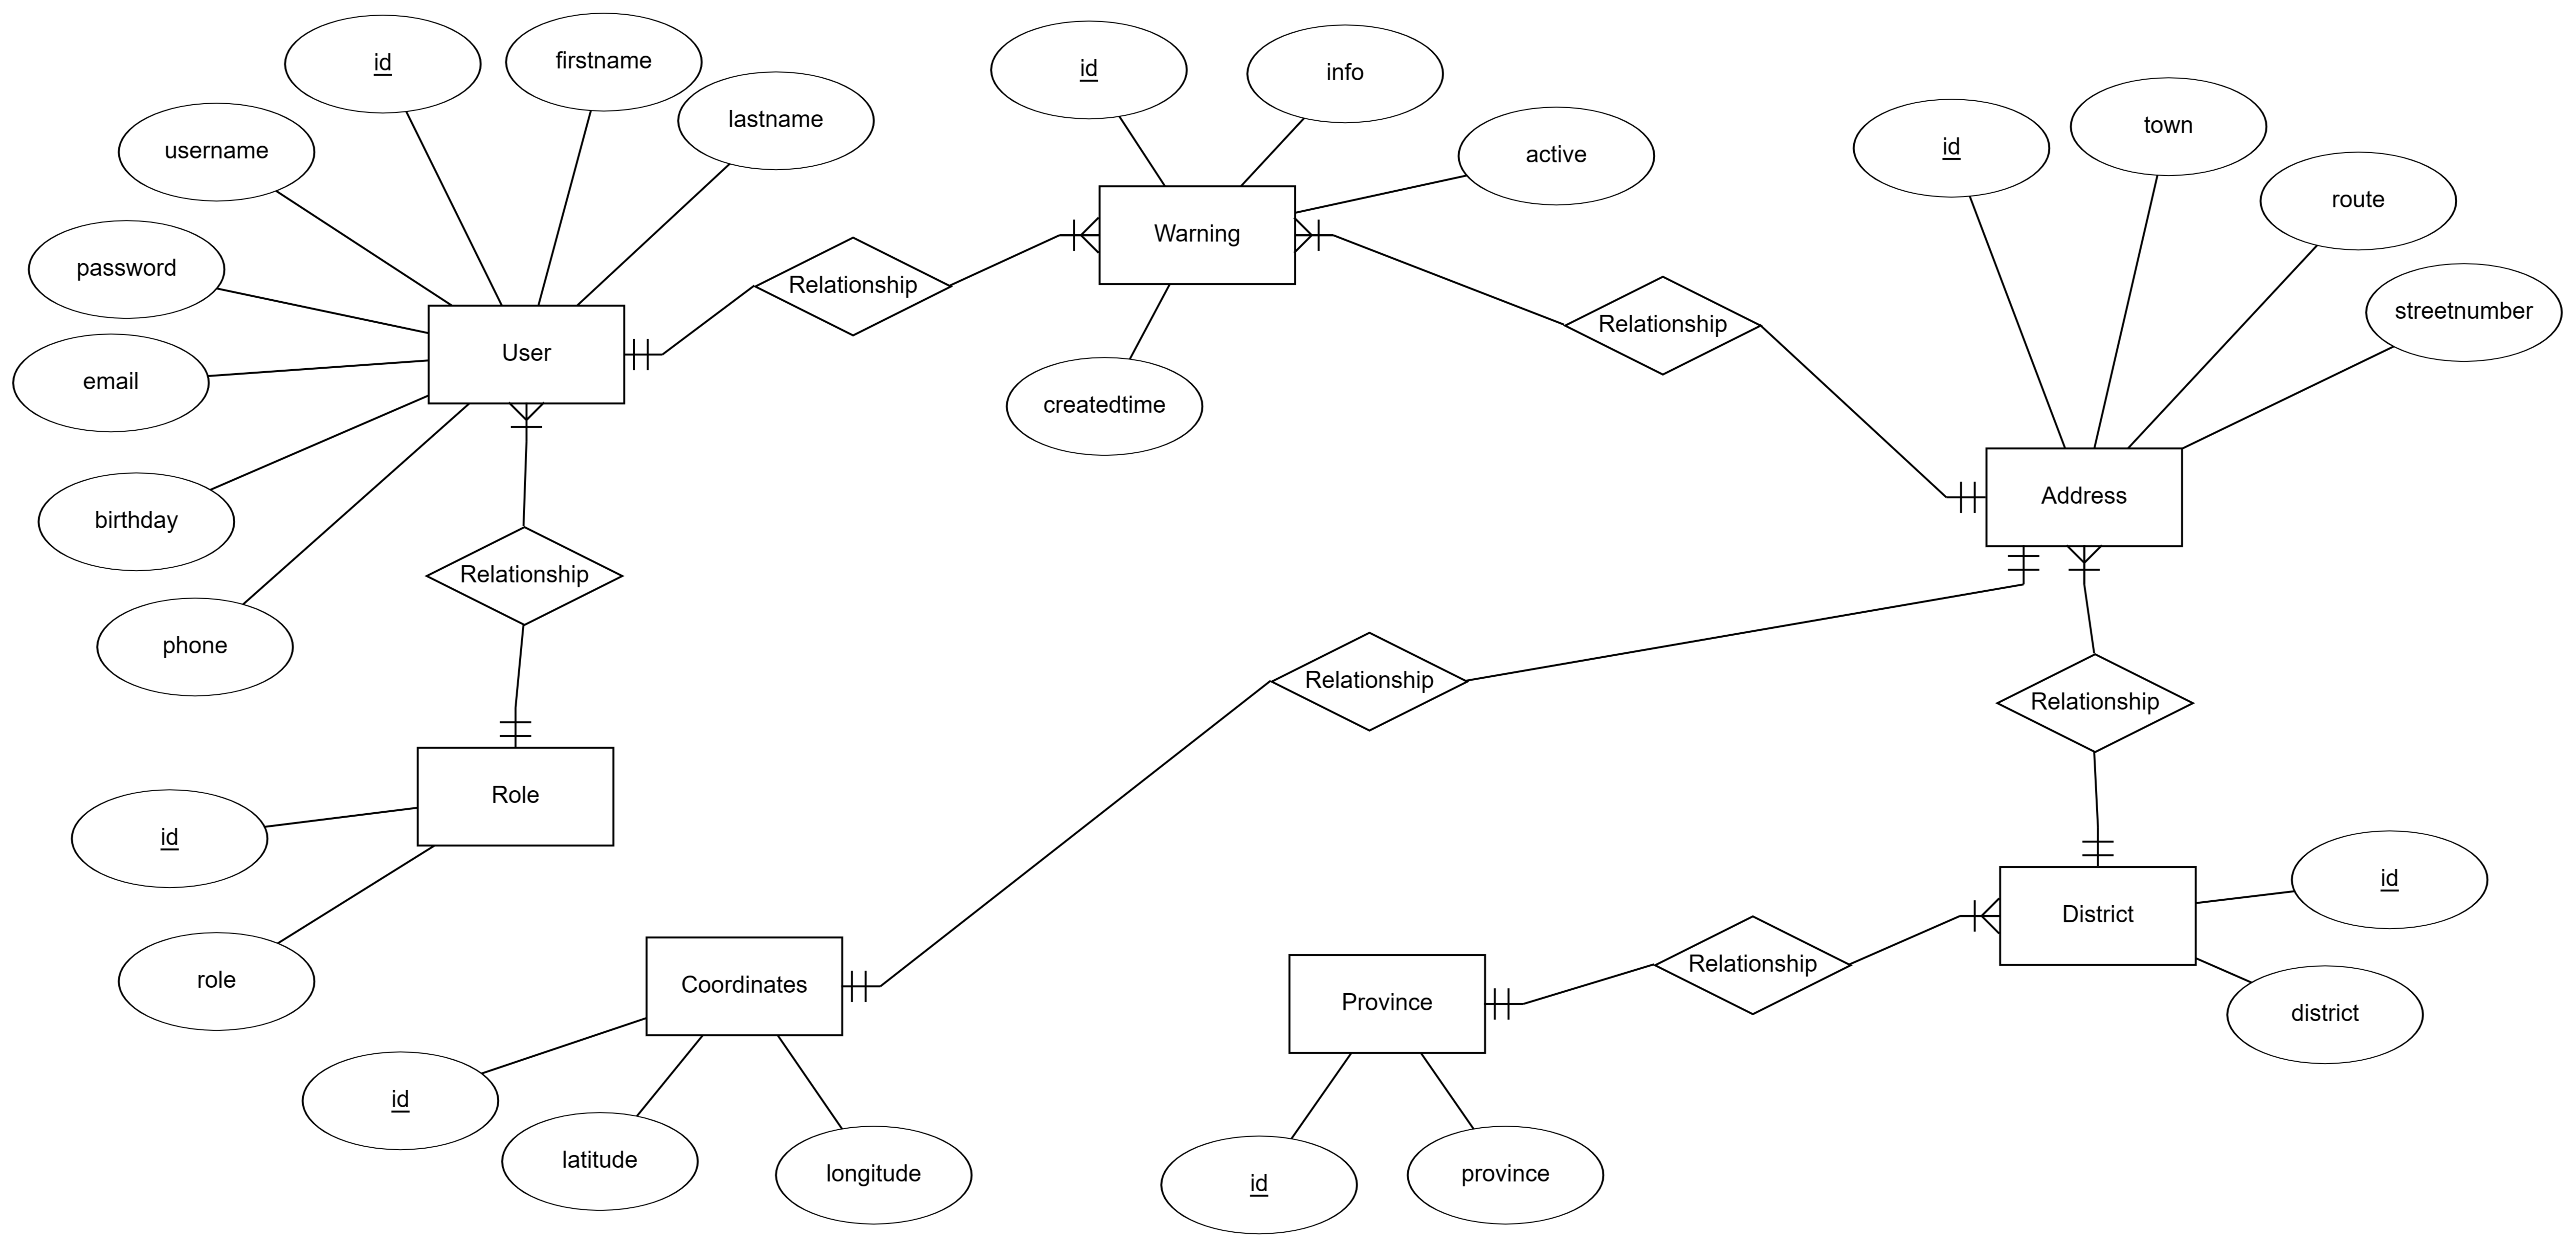 id
firstname
lastname
username
password
email
birthday
phone
User
Relationship
id
info
active
Warning
createdtime
Relationship
id
town
route
streetnumber
Address
Relationship
Relationship
Relationship
Role
id
role
Coordinates
id
latitude
longitude
Province
id
province
Relationship
District
id
district